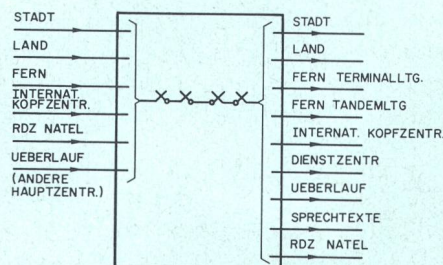 STADT
LAND
FERN
INTERNAT.
KOPFZENTR.
RDZ NATEL
UEBERLAUF
(ANDERE
HAUPTZENTR.)
STADT
LAND
FERN TERMINALLTG.
FERN TANDEMLTG
INTERNAT. KOPFZENTR.
DIENSTZENTR
UEBERLAUF
SPRECHTEXTE
RDZ NATEL